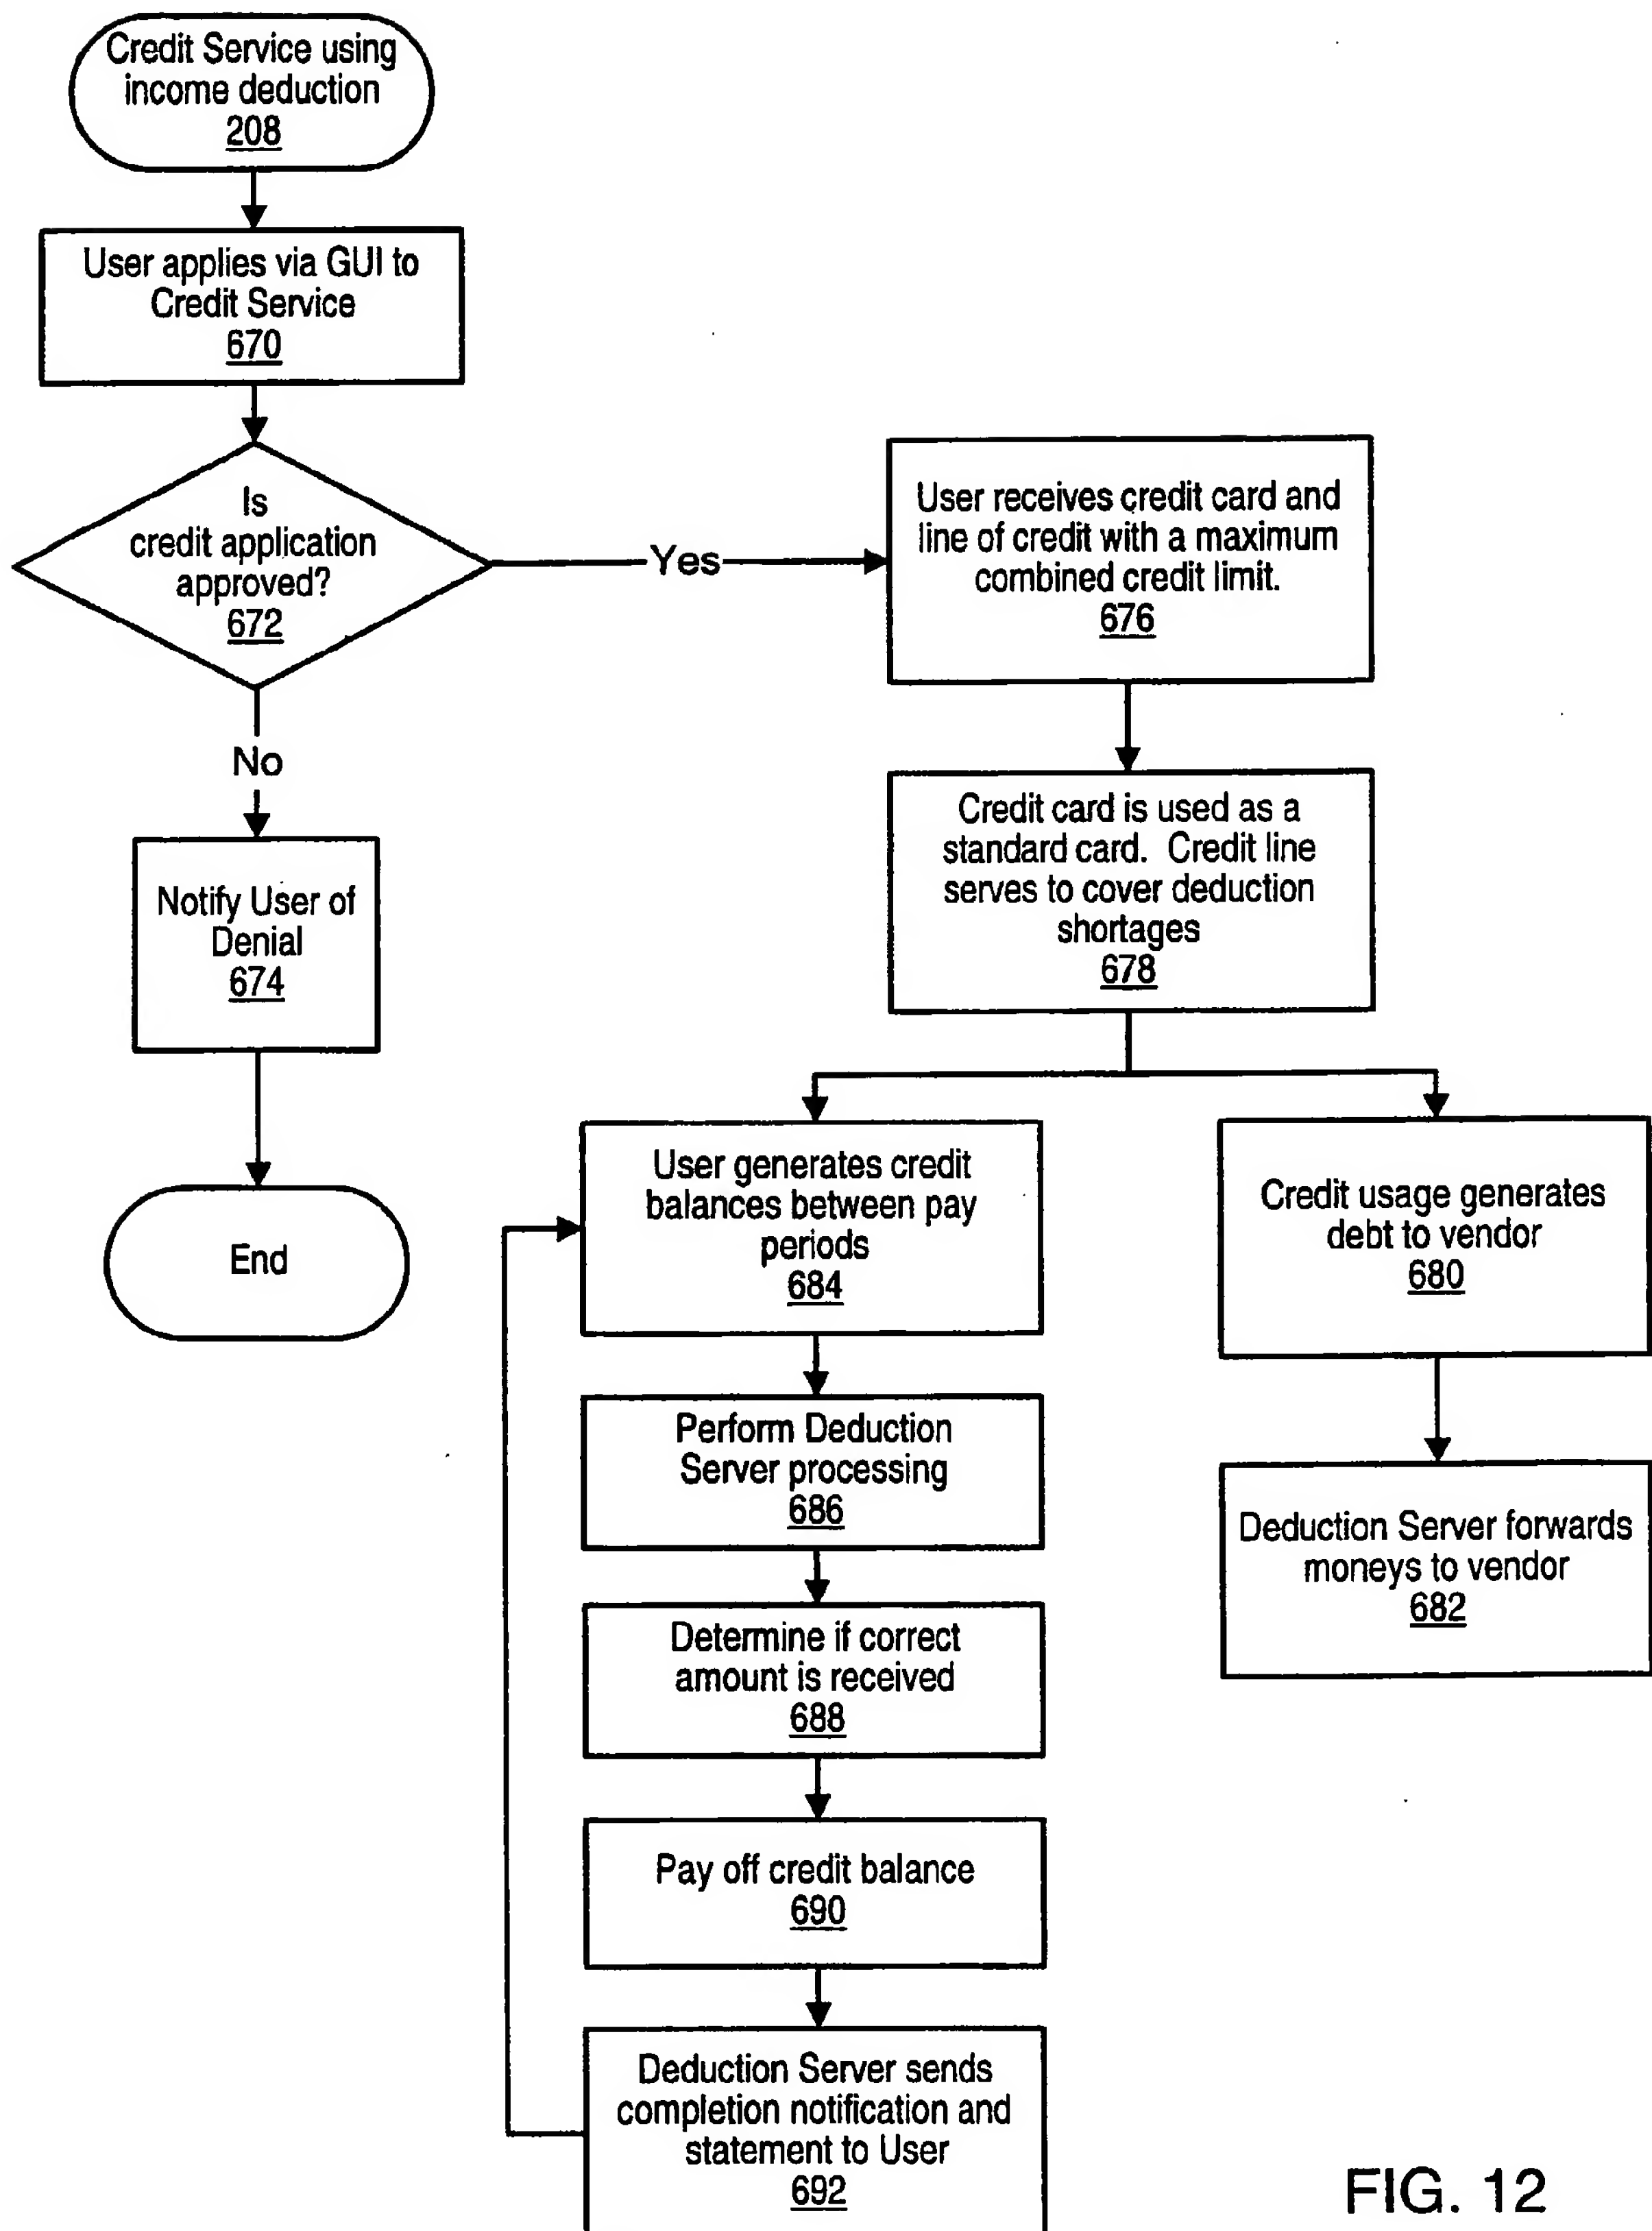 Credit Service using
income deduction
208
User applies via GUI to
Credit Service
670
Is
credit application
approved?
672
Yes
User receives credit card and
line of credit with a maximum
combined credit limit.
676
No
Credit card is used as a
standard card. Credit line
serves to cover deduction
shortages
678
Notify User of
Denial
674
End
User generates credit
balances between pay
periods
684
Credit usage generates
debt to vendor
680
Perform Deduction
Server processing
686
Deduction Server forwards
moneys to vendor
682
Determine if correct
amount is received
688
Pay off credit balance
690
Deduction Server sends
completion notification and
statement to User
692
FIG. 12